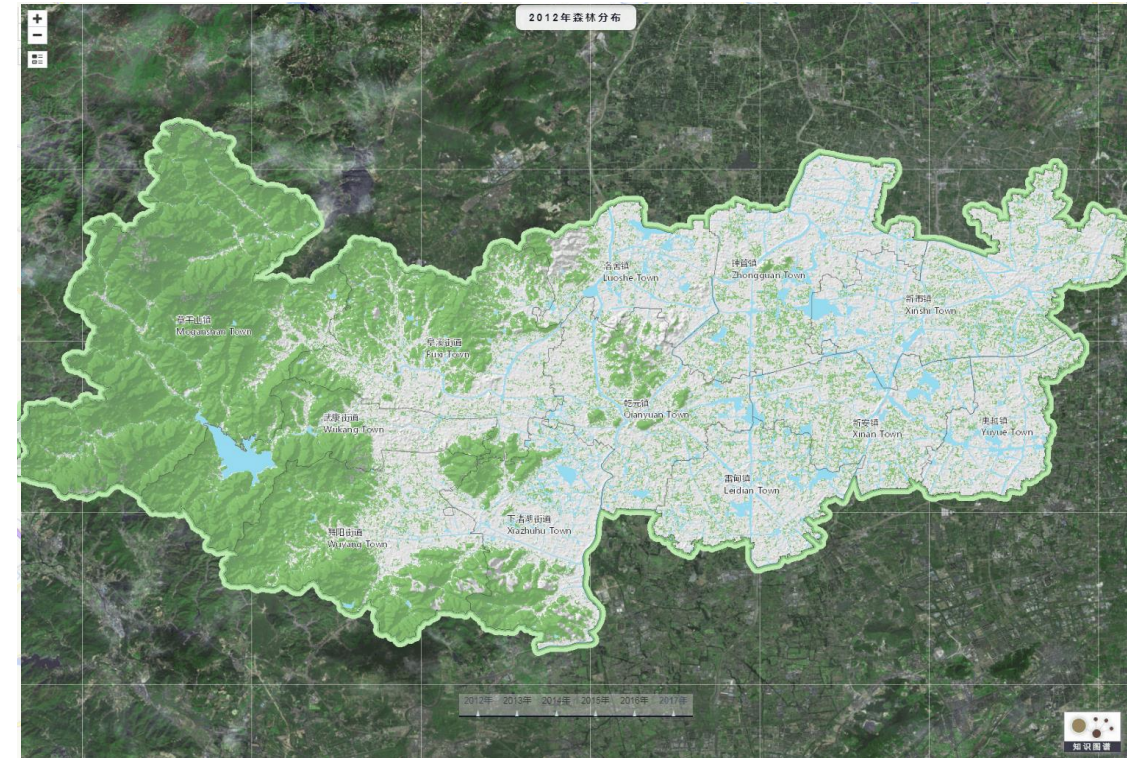 2012年森林分布
洛舍镇
Luoshe Town
钟管镇
Zhongguan Town
新市镇
Xinshi Town
莫干山镇
Moganshan Town
阜溪街道
Fuxi Town
武康街道
Wukang Town
乾元镇
Qianyuan Town
新安镇
Xinan Town
禹越镇
Yuyue Town
雷甸镇
Leidian Town
下渚湖街道
Xiazhuhu Town
舞阳街道
Wuyang Town
2012年 2013年 2014年 2015年 2016年 2017年
知识图谱